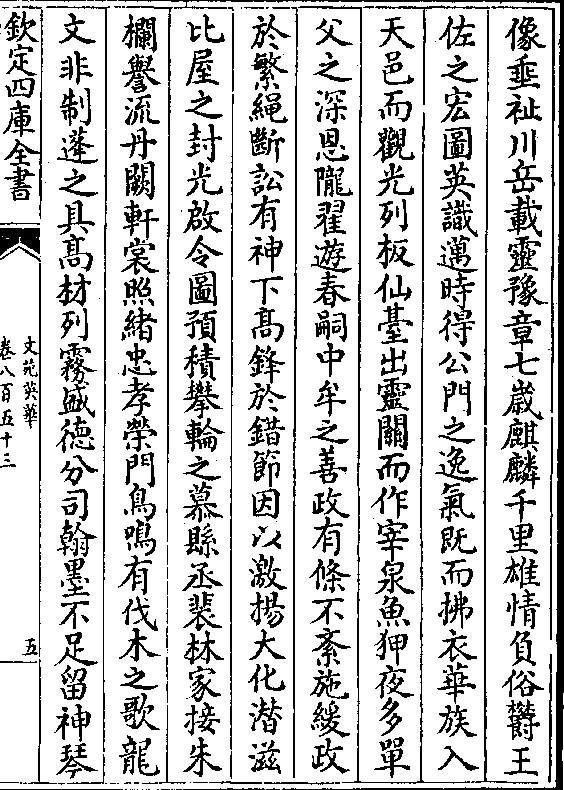 像垂祉川岳載靈豫章七歲麒麟千里雄情負俗欝王
佐之宏圖英識邁時得公門之逸氣既而拂衣華族入
天邑而觀光列板仙臺出靈關而作宰泉魚狎夜多單
父之深恩隴翟遊春嗣中牟之善政有條不紊施緩政
於繁繩斷訟有神下髙鋒於錯節因以激揚大化潛滋
比屋之封光啟令圖預積攀輪之慕縣丞裴林家接朱
欄譽流丹闕軒裳照緒忠孝榮門鳥鳴有伐木之歌龍
文非制遂之具髙材列霧盛德分司翰墨不足留神琴
欽定四庫全書
文苑英華
卷八百五十三
五